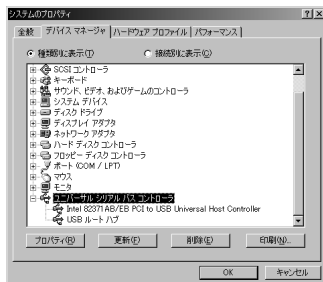 システムのプロパティ
全般 デバイス マネージャ ハードウェア プロファイル パフォーマンス
種類別に表示(T) 接続別に表示(C)
SCSI コントローラ
キーボード
サウンド、ビデオ、およびゲームのコントローラ
システム デバイス
ディスク ドライブ
ディスプレイ アダプタ
ネットワーク アダプタ
ハード ディスク コントローラ
フロッピー ディスク コントローラ
ポート (COM / LPT)
マウス
モニタ
ユニバーサル シリアル バス コントローラ
Intel 82371AB/EB PCI to USB Universal Host Controller
USB ルート ハブ
プロパティ(R) 更新(F) 削除(E) 印刷(N)...
OK キャンセル